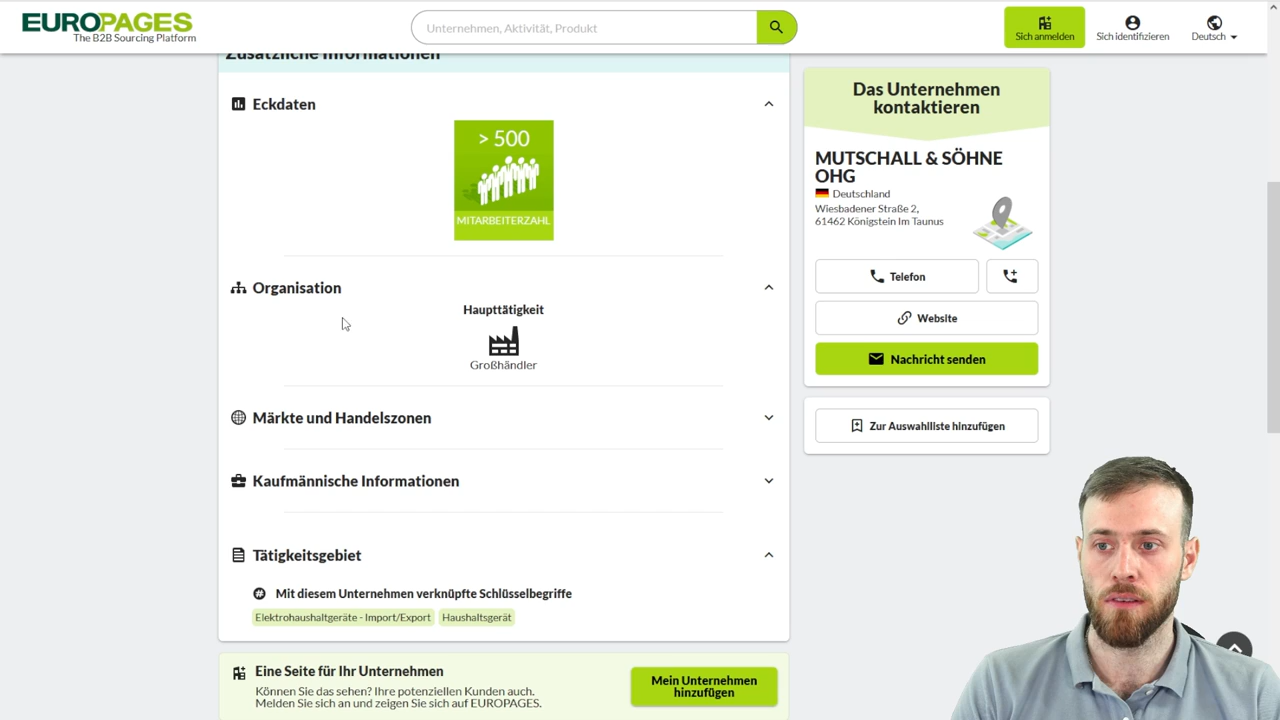 EUROPAGES
The B2B Sourcing Platform
Unternehmen, Aktivität, Produkt
Sich anmelden
Sich identifizieren
Deutsch
Zusätzliche Informationen
Eckdaten
> 500
MITARBEITERZAHL
Organisation
Haupttätigkeit
Großhändler
Märkte und Handelszonen
Kaufmännische Informationen
Tätigkeitsgebiet
Mit diesem Unternehmen verknüpfte Schlüsselbegriffe
Elektrohaushaltgeräte - Import/Export
Haushaltsgerät
Eine Seite für Ihr Unternehmen
Können Sie das sehen? Ihre potenziellen Kunden auch.
Melden Sie sich an und zeigen Sie sich auf EUROPAGES.
Mein Unternehmen
hinzufügen
Das Unternehmen
kontaktieren
MUTSCHALL & SÖHNE
OHG
Deutschland
Wiesbadener Straße 2,
61462 Königstein Im Taunus
Telefon
Website
Nachricht senden
Zur Auswahlliste hinzufügen